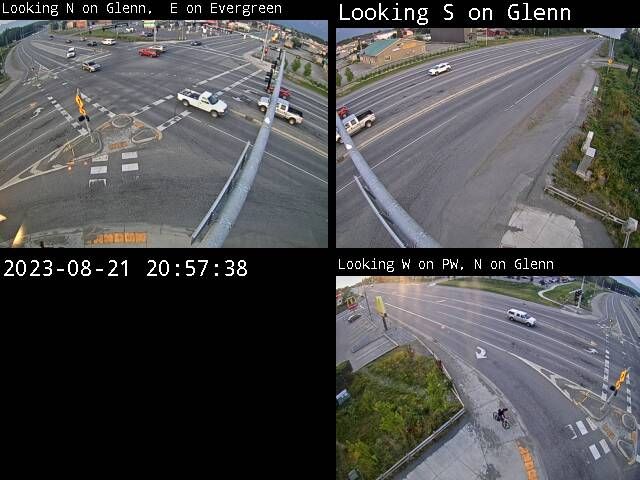 Looking N on Glenn,  E on Evergreen
Looking S on Glenn
2023-08-21 20:57:38
Looking W on PW, N on Glenn